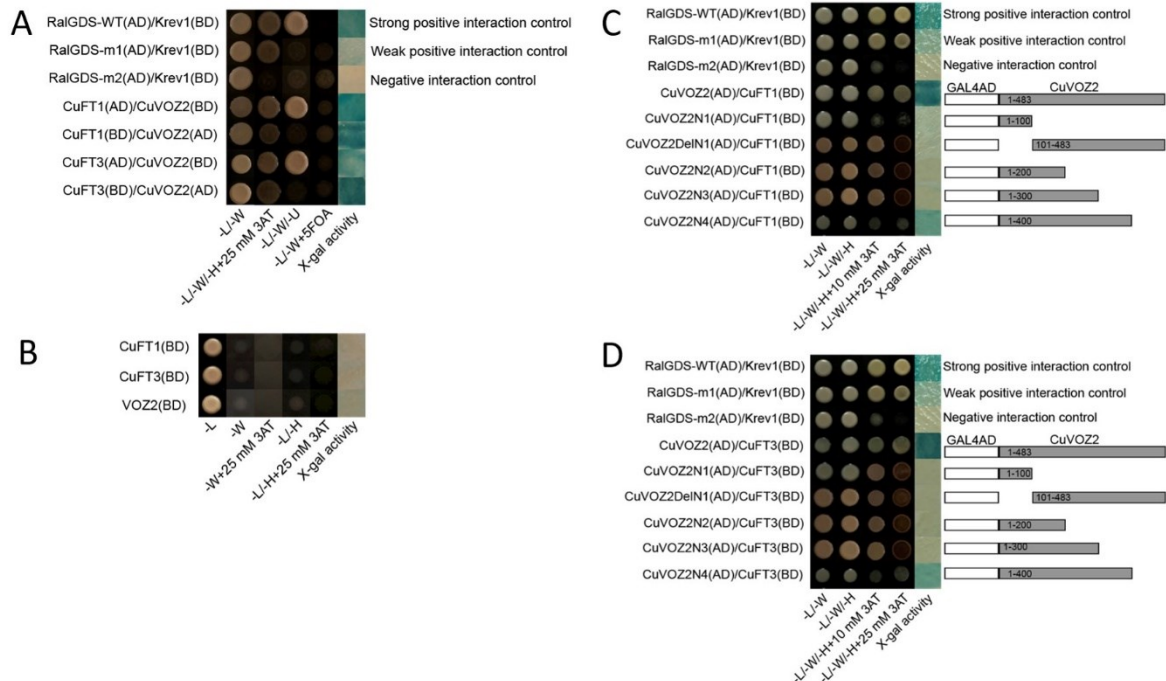 A
RalGDS-WT(AD)/Krev1(BD) Strong positive interaction control
RalGDS-m1(AD)/Krev1(BD) Weak positive interaction control
RalGDS-m2(AD)/Krev1(BD) Negative interaction control
CuFT1(AD)/CuVOZ2(BD)
CuFT1(BD)/CuVOZ2(AD)
CuFT3(AD)/CuVOZ2(BD)
CuFT3(BD)/CuVOZ2(AD)
-L/-W
-L/-W/-H+25 mM 3AT
-L/-W/-U
-L/-W+5FOA
X-gal activity
B
CuFT1(BD)
CuFT3(BD)
VOZ2(BD)
-L
-W
-W+25 mM 3AT
-L/-H
-L/-H+25 mM 3AT
X-gal activity
C
RalGDS-WT(AD)/Krev1(BD) Strong positive interaction control
RalGDS-m1(AD)/Krev1(BD) Weak positive interaction control
RalGDS-m2(AD)/Krev1(BD) Negative interaction control
GAL4AD CuVOZ2
CuVOZ2(AD)/CuFT1(BD) 1-483
CuVOZ2N1(AD)/CuFT1(BD) 1-100
CuVOZ2DelN1(AD)/CuFT1(BD) 101-483
CuVOZ2N2(AD)/CuFT1(BD) 1-200
CuVOZ2N3(AD)/CuFT1(BD) 1-300
CuVOZ2N4(AD)/CuFT1(BD) 1-400
-L/-W
-L/-W/-H
-L/-W/-H+10 mM 3AT
-L/-W/-H+25 mM 3AT
X-gal activity
D
RalGDS-WT(AD)/Krev1(BD) Strong positive interaction control
RalGDS-m1(AD)/Krev1(BD) Weak positive interaction control
RalGDS-m2(AD)/Krev1(BD) Negative interaction control
GAL4AD CuVOZ2
CuVOZ2(AD)/CuFT3(BD) 1-483
CuVOZ2N1(AD)/CuFT3(BD) 1-100
CuVOZ2DelN1(AD)/CuFT3(BD) 101-483
CuVOZ2N2(AD)/CuFT3(BD) 1-200
CuVOZ2N3(AD)/CuFT3(BD) 1-300
CuVOZ2N4(AD)/CuFT3(BD) 1-400
-L/-W
-L/-W/-H
-L/-W/-H+10 mM 3AT
-L/-W/-H+25 mM 3AT
X-gal activity